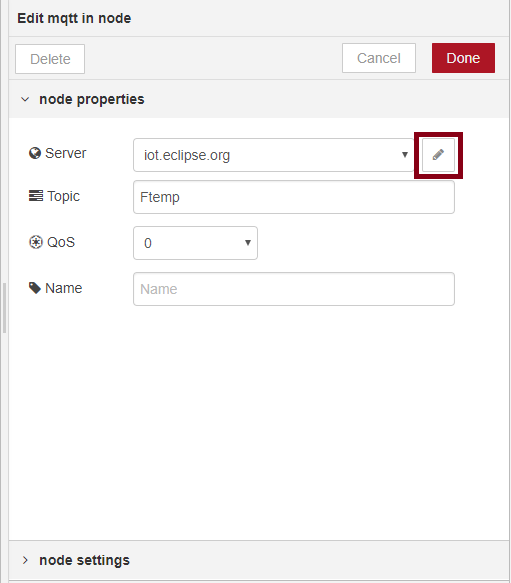 Edit mqtt in node
Delete
Cancel
Done
node properties
Server
iot.eclipse.org
Topic
Ftemp
QoS
0
Name
Name
node settings